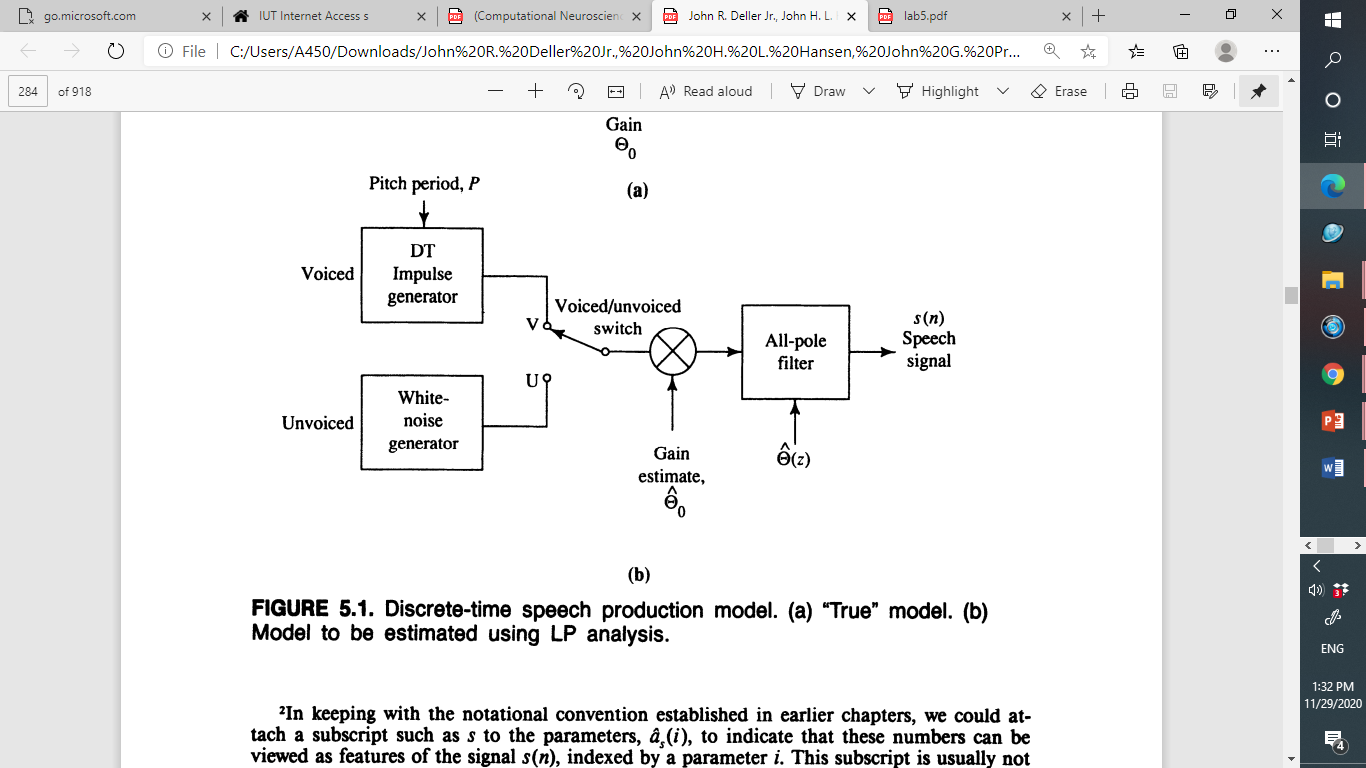 go.microsoft.com
IUT Internet Access s
(Computational Neuroscienc
John R. Deller Jr., John H. L.
lab5.pdf
File
C:/Users/A450/Downloads/John%20R.%20Deller%20Jr.,%20John%20H.%20L.%20Hansen,%20John%20G.%20Pr...
284
of 918
Read aloud
Draw
Highlight
Erase
Gain
Θ₀
(a)
Pitch period, P
DT
Impulse
generator
Voiced
Voiced/unvoiced
switch
V
U
White-
noise
generator
Unvoiced
Gain
estimate,
Θ̂₀
All-pole
filter
Θ̂(z)
s(n)
Speech
signal
(b)
FIGURE 5.1. Discrete-time speech production model. (a) “True” model. (b)
Model to be estimated using LP analysis.
²In keeping with the notational convention established in earlier chapters, we could at-
tach a subscript such as s to the parameters, âₛ(i), to indicate that these numbers can be
viewed as features of the signal s(n), indexed by a parameter i. This subscript is usually not
3
ENG
1:32 PM
11/29/2020
4